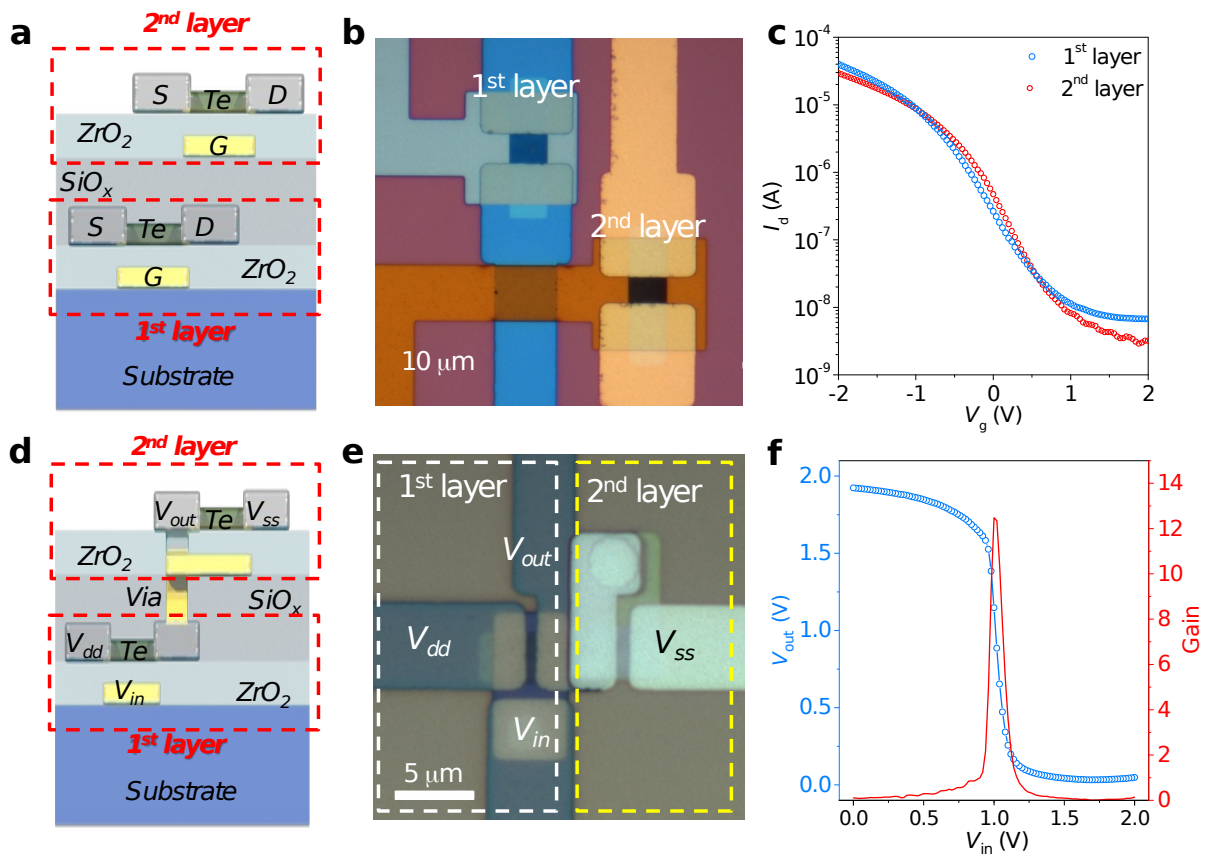 a
2nd layer
S Te D
ZrO2
G
SiOx
S Te D
G ZrO2
1st layer
Substrate
b
1st layer
2nd layer
10 μm
c
10-4
10-5
10-6
10-7
10-8
10-9
Id (A)
1st layer
2nd layer
-2 -1 0 1 2
Vg (V)
d
2nd layer
Vout Te Vss
ZrO2
Via SiOx
Vdd Te
Vin ZrO2
1st layer
Substrate
e
1st layer
2nd layer
Vout
Vdd
Vss
Vin
5 μm
f
2.0
1.5
1.0
0.5
0.0
Vout (V)
14
12
10
8
6
4
2
0
Gain
0.0 0.5 1.0 1.5 2.0
Vin (V)